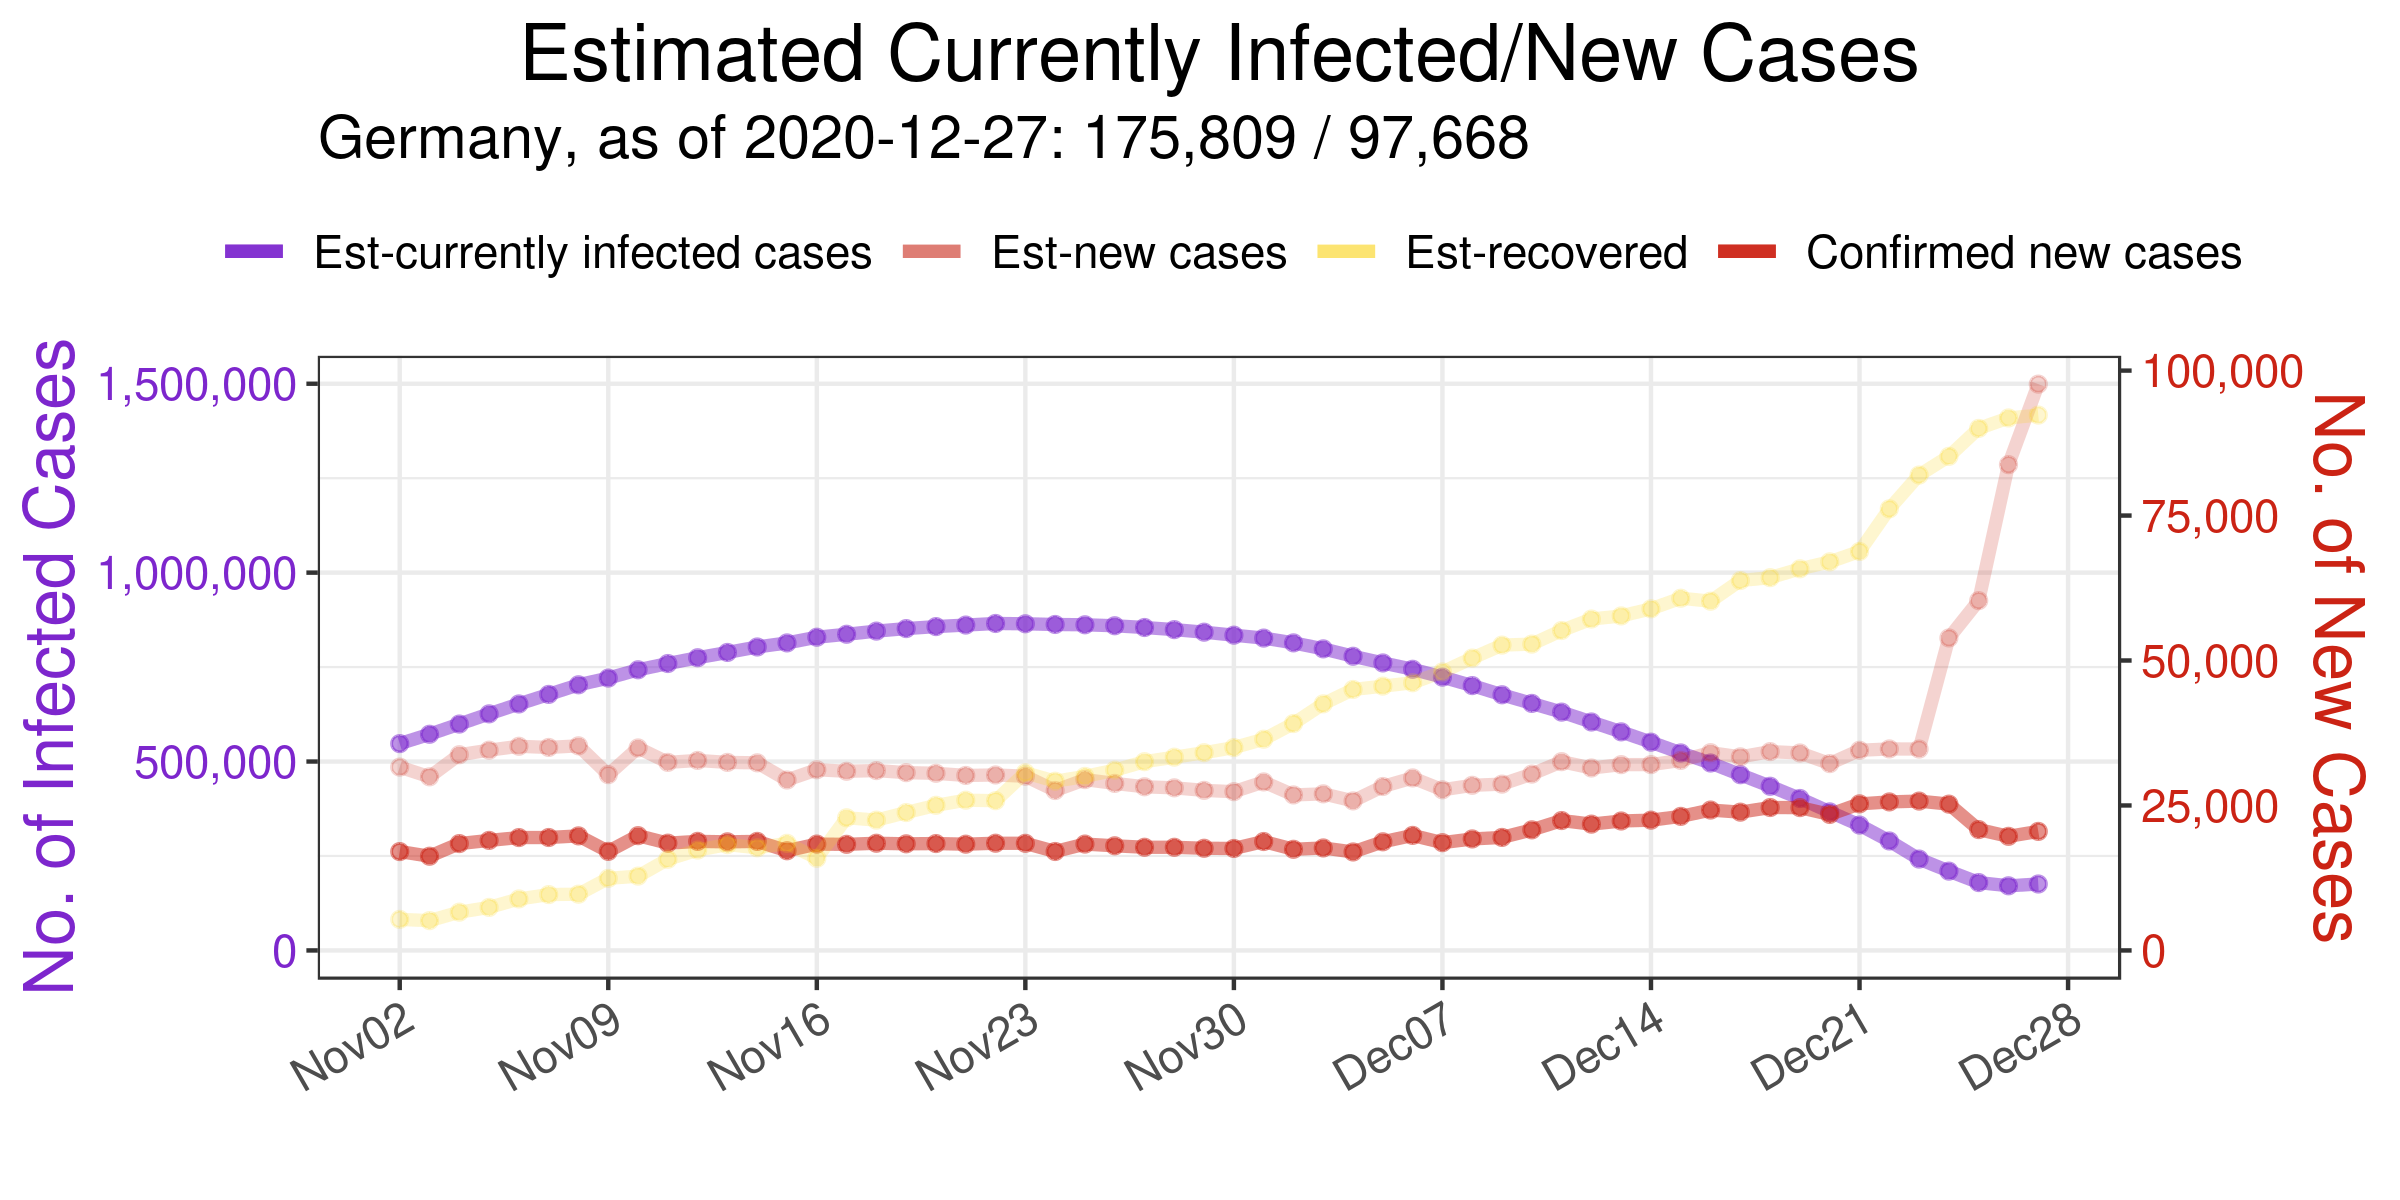 Estimated Currently Infected/New Cases
Germany, as of 2020-12-27: 175,809 / 97,668
Est-currently infected cases Est-new cases Est-recovered Confirmed new cases
No. of Infected Cases
1,500,000
1,000,000
500,000
0
100,000
75,000
50,000
25,000
0
No. of New Cases
Nov02 Nov09 Nov16 Nov23 Nov30 Dec07 Dec14 Dec21 Dec28